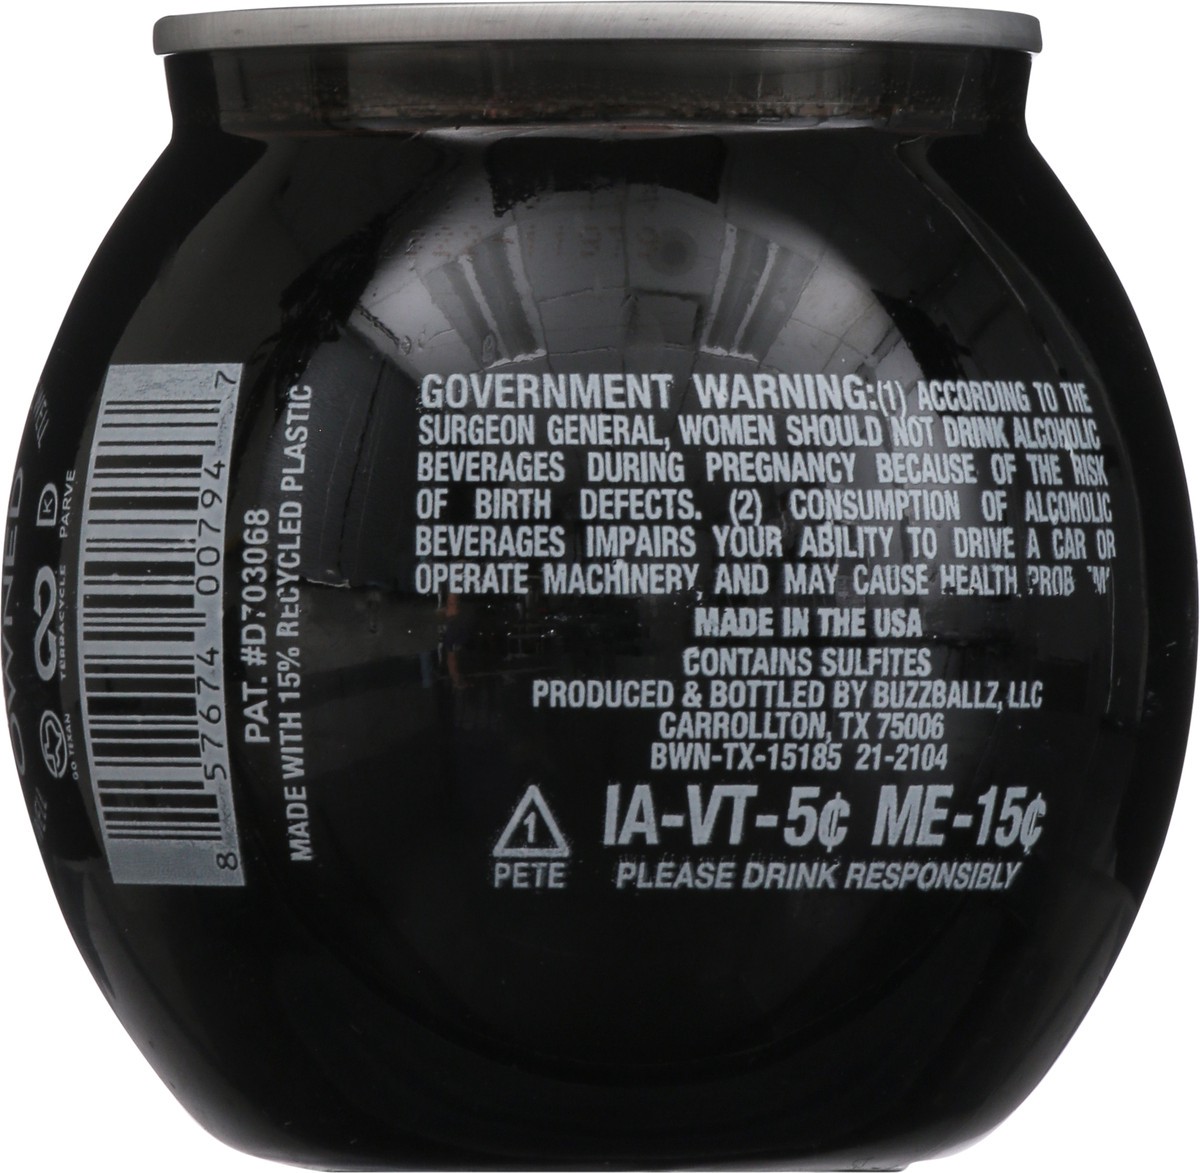 GOVERNMENT WARNING:(1) ACCORDING TO THE
SURGEON GENERAL, WOMEN SHOULD NOT DRINK ALCOHOLIC
BEVERAGES DURING PREGNANCY BECAUSE OF THE RISK
OF BIRTH DEFECTS. (2) CONSUMPTION OF ALCOHOLIC
BEVERAGES IMPAIRS YOUR ABILITY TO DRIVE A CAR OR
OPERATE MACHINERY, AND MAY CAUSE HEALTH
MADE IN THE USA
CONTAINS SULFITES
PRODUCED & BOTTLED BY BUZZBALLZ, LLC
CARROLLTON, TX 75006
BWN-TX-15185 21-2104
1
PETE
IA-VT-5¢ ME-15¢
PLEASE DRINK RESPONSIBLY
8 57674 00794 7
PAT. #D703068
MADE WITH 15% RECYCLED PLASTIC
OWNED
K
PARVE
TERRACYCLE
GO TEXAN